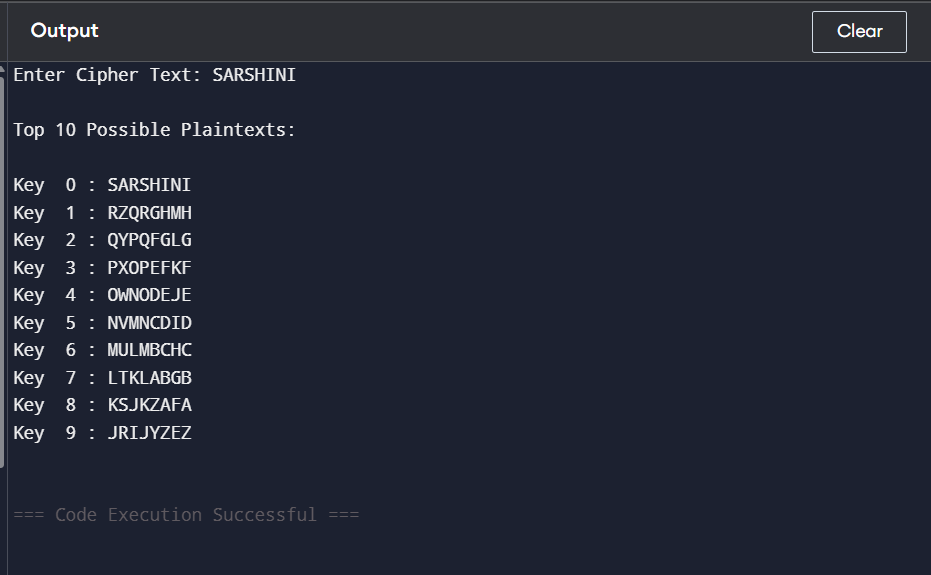 Output
Clear
Enter Cipher Text: SARSHINI
Top 10 Possible Plaintexts:
Key  0 : SARSHINI
Key  1 : RZQRGHMH
Key  2 : QYPQFGLG
Key  3 : PXOPEFKF
Key  4 : OWNODEJE
Key  5 : NVMNCDID
Key  6 : MULMBCHC
Key  7 : LTKLABGB
Key  8 : KSJKZAFA
Key  9 : JRIJYZEZ
=== Code Execution Successful ===